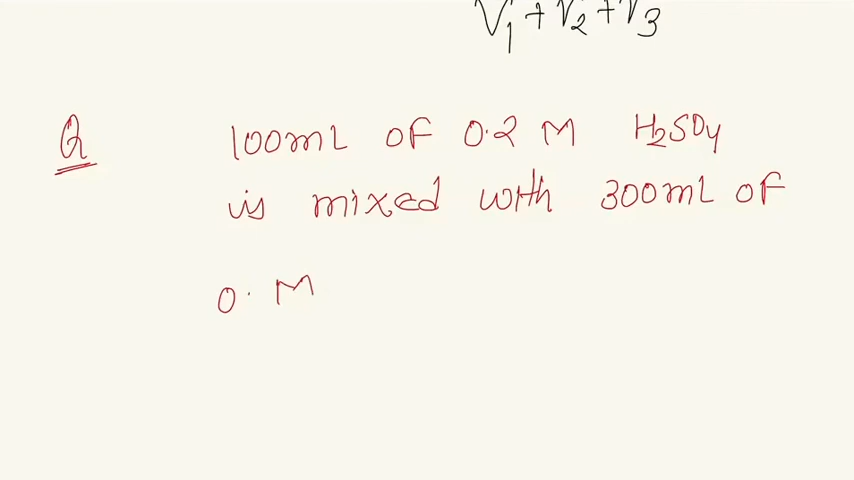 V1 + V2 + V3
Q 100mL OF 0.2 M H2SO4
is mixed with 300mL OF
0. M